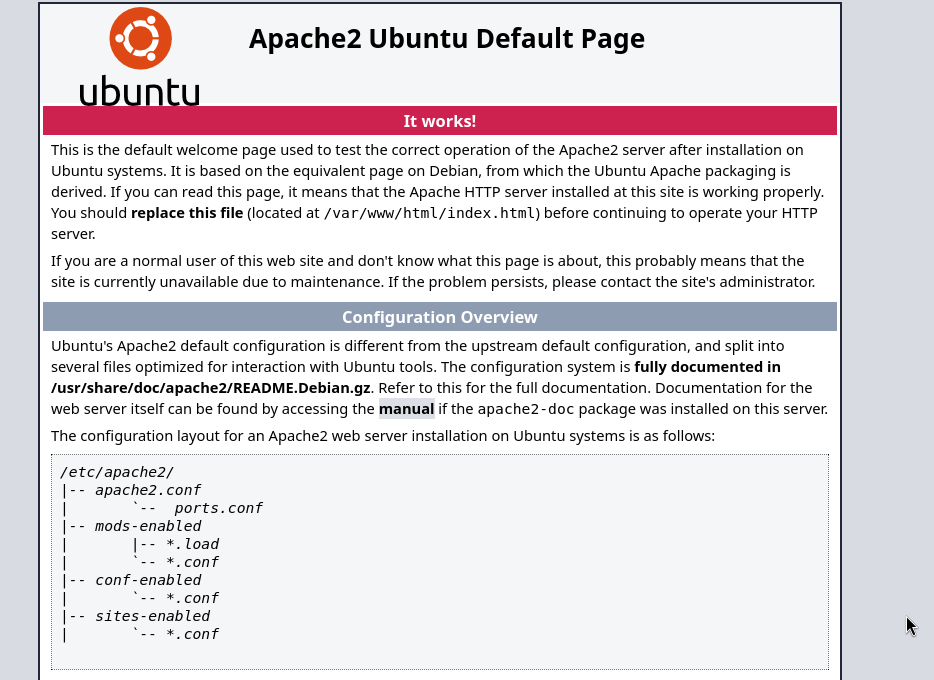 Apache2 Ubuntu Default Page
ubuntu
It works!
This is the default welcome page used to test the correct operation of the Apache2 server after installation on
Ubuntu systems. It is based on the equivalent page on Debian, from which the Ubuntu Apache packaging is
derived. If you can read this page, it means that the Apache HTTP server installed at this site is working properly.
You should replace this file (located at /var/www/html/index.html) before continuing to operate your HTTP
server.
If you are a normal user of this web site and don't know what this page is about, this probably means that the
site is currently unavailable due to maintenance. If the problem persists, please contact the site's administrator.
Configuration Overview
Ubuntu's Apache2 default configuration is different from the upstream default configuration, and split into
several files optimized for interaction with Ubuntu tools. The configuration system is fully documented in
/usr/share/doc/apache2/README.Debian.gz. Refer to this for the full documentation. Documentation for the
web server itself can be found by accessing the manual if the apache2-doc package was installed on this server.
The configuration layout for an Apache2 web server installation on Ubuntu systems is as follows:
/etc/apache2/
|-- apache2.conf
|       `--  ports.conf
|-- mods-enabled
|       |-- *.load
|       `-- *.conf
|-- conf-enabled
|       `-- *.conf
|-- sites-enabled
|       `-- *.conf